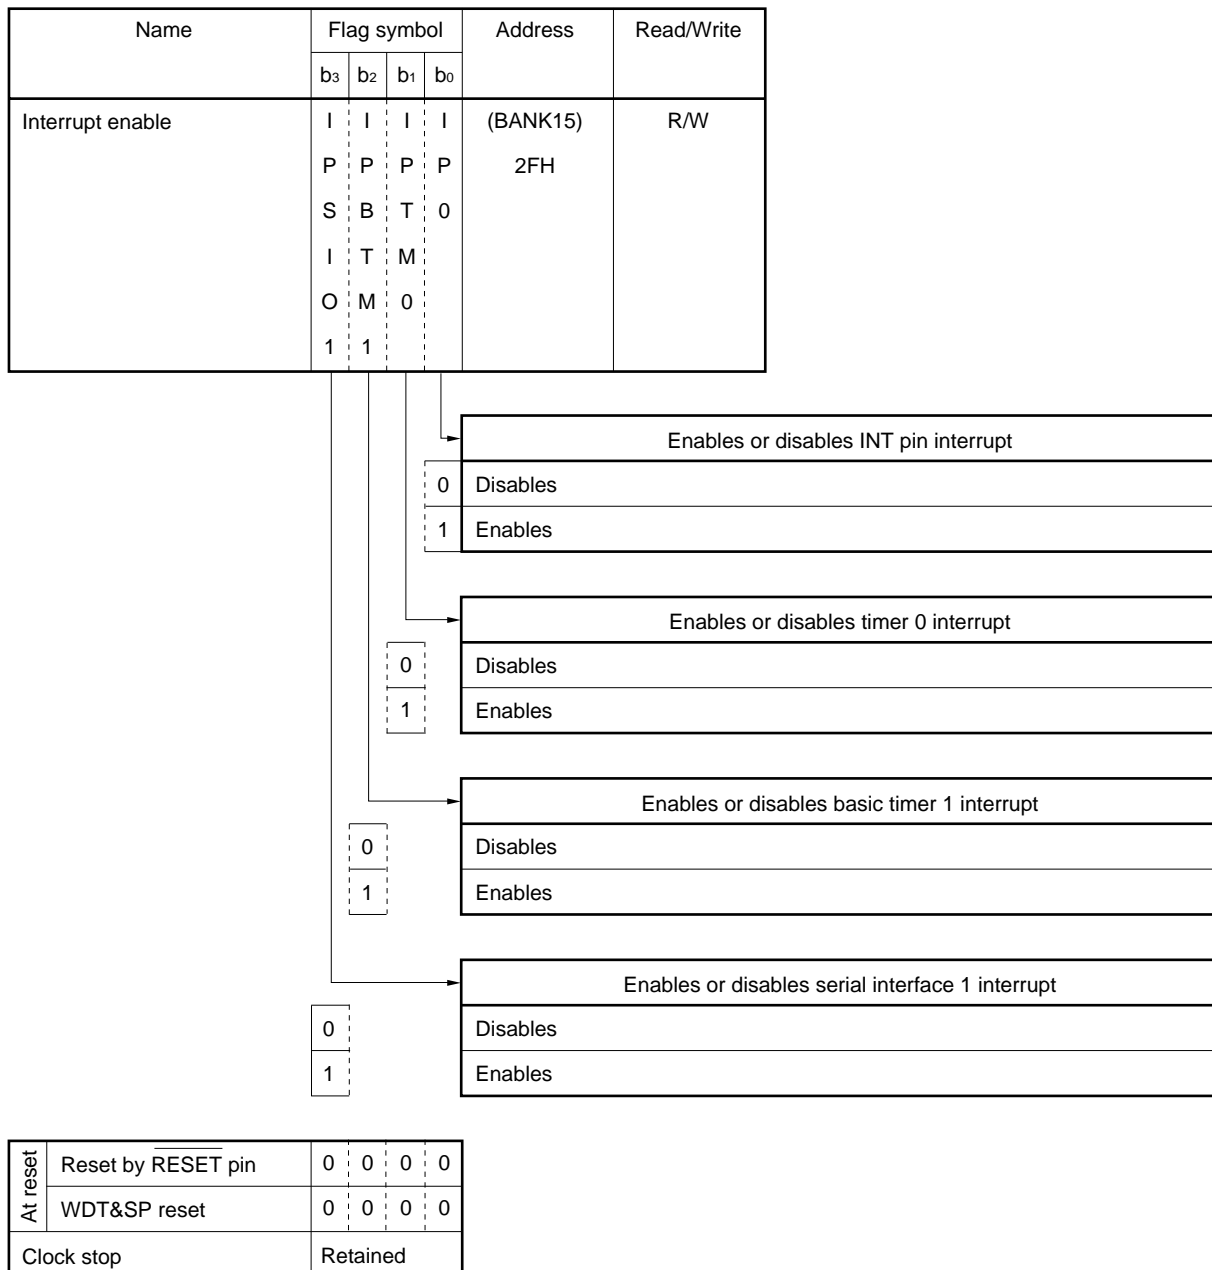 Name Flag symbol Address Read/Write
b3 b2 b1 b0
Interrupt enable I I I I (BANK15) R/W
P P P P 2FH
S B T 0
I T M
O M 0
1 1
Enables or disables INT pin interrupt
0 Disables
1 Enables
Enables or disables timer 0 interrupt
0 Disables
1 Enables
Enables or disables basic timer 1 interrupt
0 Disables
1 Enables
Enables or disables serial interface 1 interrupt
0 Disables
1 Enables
At reset
Reset by RESET pin 0 0 0 0
WDT&SP reset 0 0 0 0
Clock stop Retained